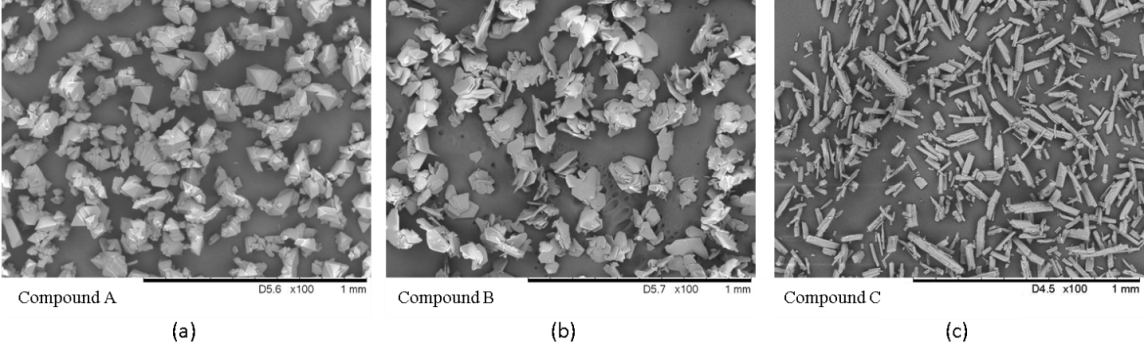 D5.6 x100 1 mm
Compound A
(a)
D5.7 x100 1 mm
Compound B
(b)
D4.5 x100 1 mm
Compound C
(c)